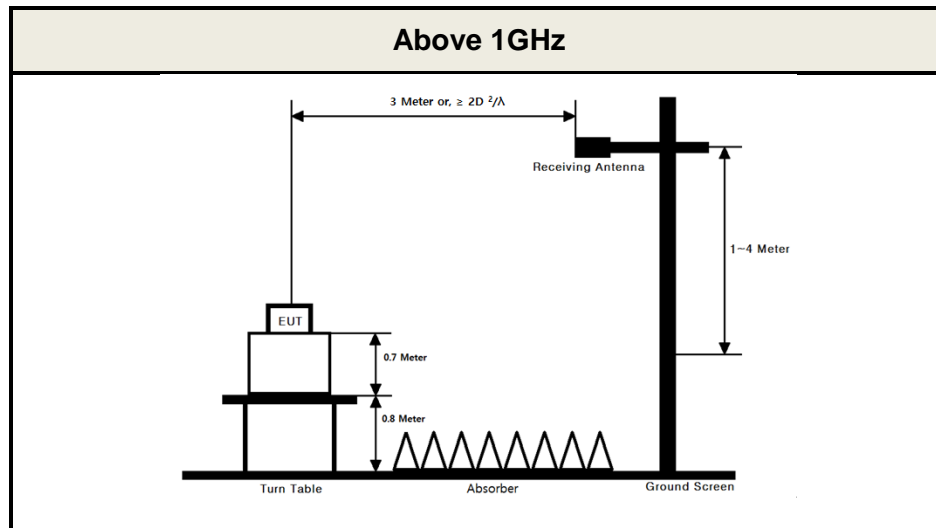 Above 1GHz
3 Meter or, ≥ 2D ²/λ
Receiving Antenna
1~4 Meter
EUT
0.7 Meter
0.8 Meter
Turn Table
Absorber
Ground Screen